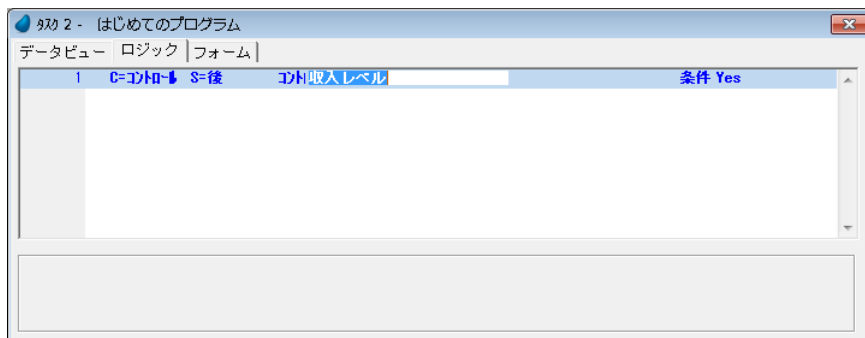 ﾀｽｸ 2 - はじめてのプログラム
データビュー ロジック フォーム
1 C=ｺﾝﾄﾛｰﾙ S=後 ｺﾝﾄ 収入レベル 条件 Yes